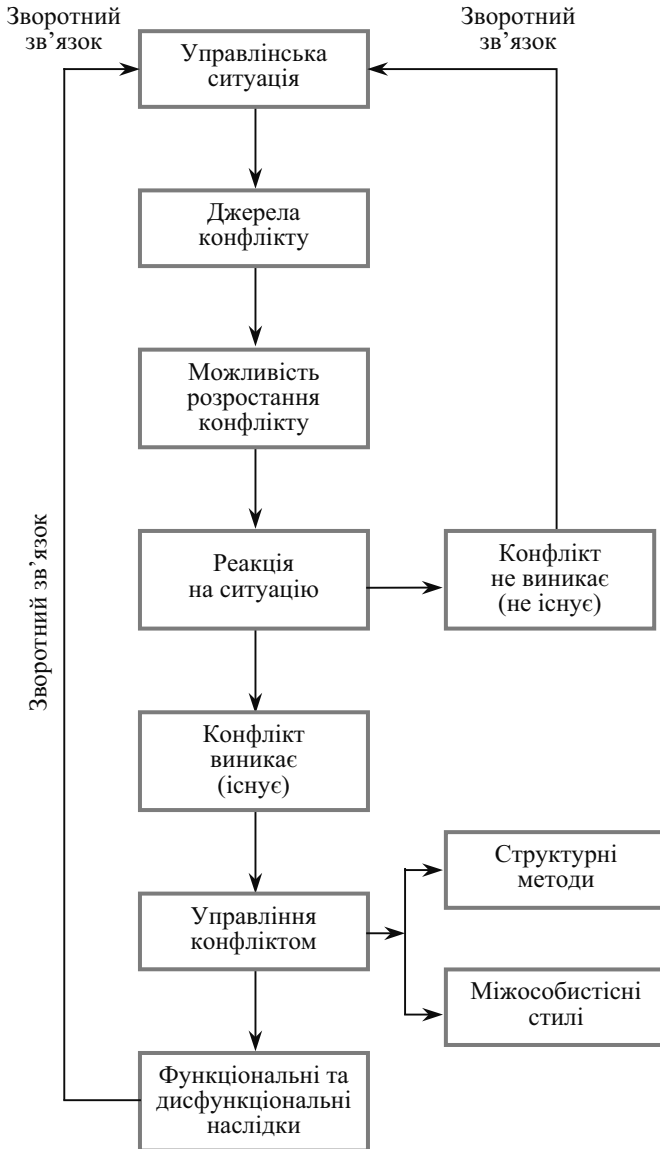 Зворотний
зв’язок
Зворотний
зв’язок
Управлінська
ситуація
Джерела
конфлікту
Можливість
розростання
конфлікту
Зворотний зв’язок
Реакція
на ситуацію
Конфлікт
не виникає
(не існує)
Конфлікт
виникає
(існує)
Структурні
методи
Управління
конфліктом
Міжособистісні
стилі
Функціональні та
дисфункціональні
наслідки